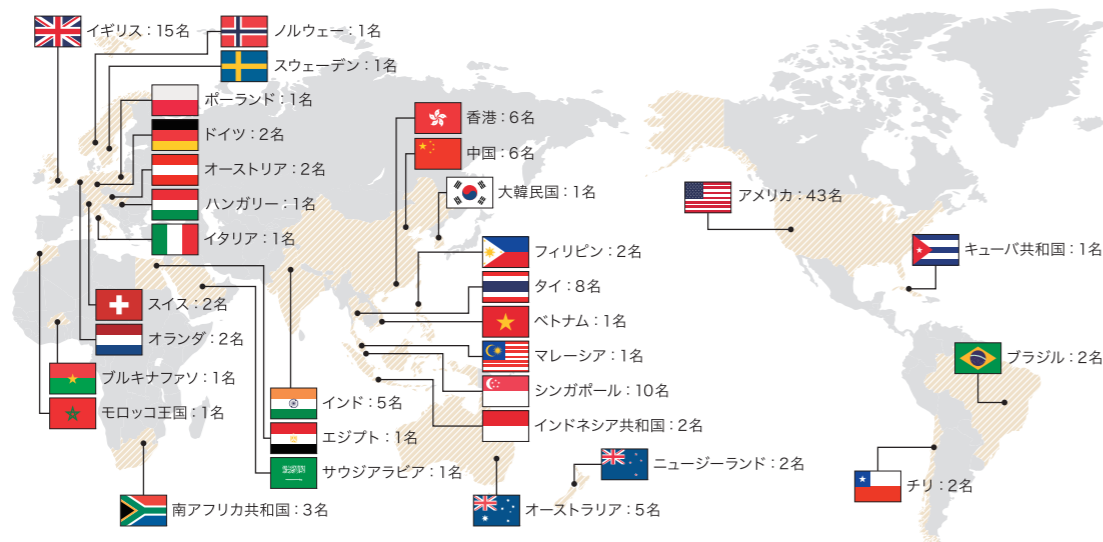 イギリス：15名
ノルウェー：1名
スウェーデン：1名
ポーランド：1名
ドイツ：2名
オーストリア：2名
ハンガリー：1名
イタリア：1名
スイス：2名
オランダ：2名
ブルキナファソ：1名
モロッコ王国：1名
南アフリカ共和国：3名
香港：6名
中国：6名
大韓民国：1名
フィリピン：2名
タイ：8名
ベトナム：1名
マレーシア：1名
シンガポール：10名
インドネシア共和国：2名
インド：5名
エジプト：1名
サウジアラビア：1名
オーストラリア：5名
ニュージーランド：2名
アメリカ：43名
キューバ共和国：1名
ブラジル：2名
チリ：2名